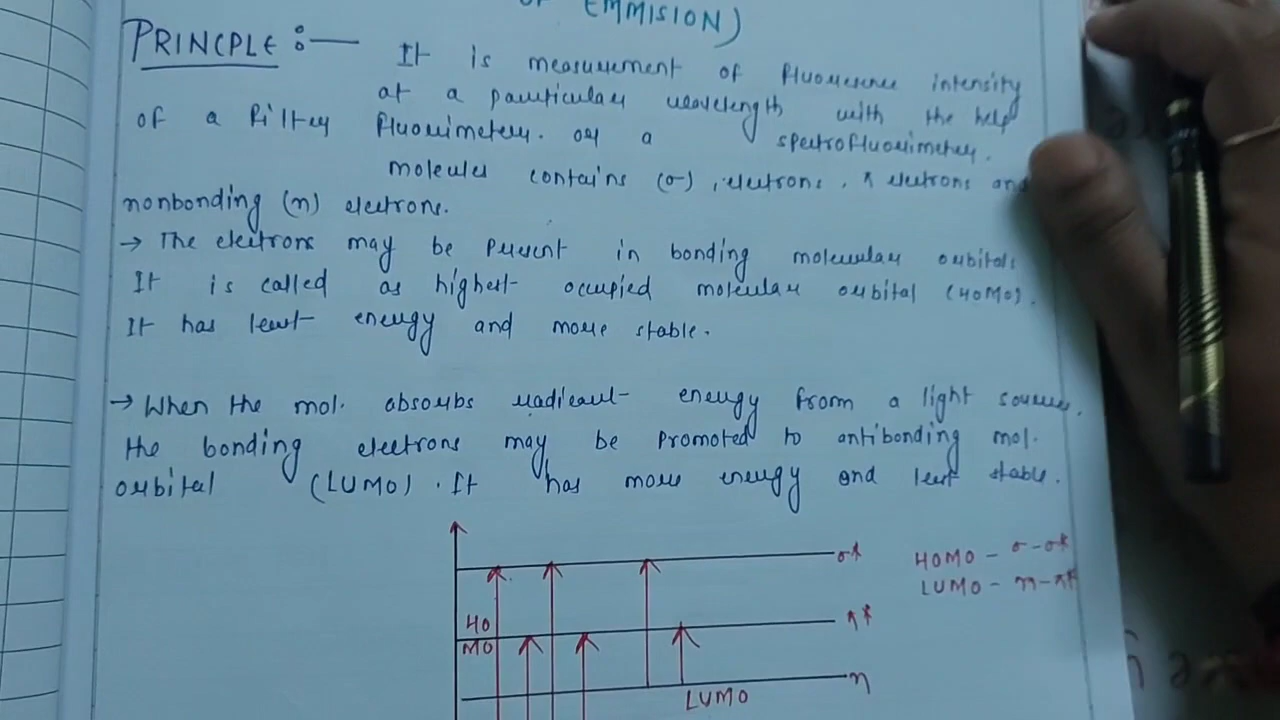 OF EMMISION)
PRINCPLE :— It is measurement of fluorescence intensity
at a particular wavelength with the help
of a filter fluorimeter. or a spectrofluorimeter.
molecules contains (σ), electrons, π electrons and
nonbonding (n) electrons.
→ The electrons may be present in bonding molecular orbitals
It is called as highest occupied molecular orbital (HOMO).
It has least energy and more stable.
→ When the mol. absorbs radient energy from a light source,
the bonding electrons may be promoted to antibonding mol.
orbital (LUMO). It has more energy and least stable.
σ*
HOMO - σ-σ*
LUMO - n-π*
HO
MO
π*
n
LUMO